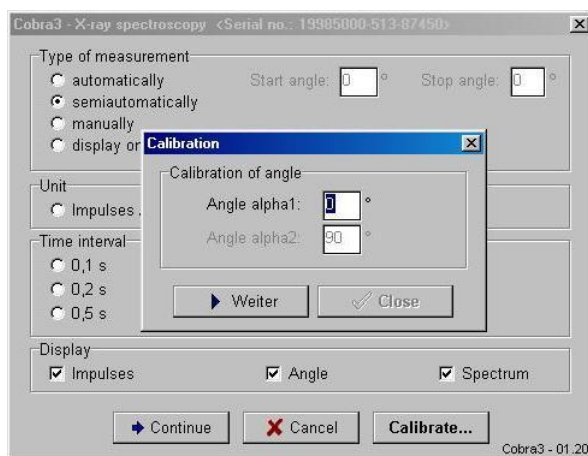 Cobra3 - X-ray spectroscopy <Serial no.: 19985000-513-87450>
Type of measurement
automatically Start angle: 0 ° Stop angle: 0 °
semiautomatically
manually
display or
Calibration
Calibration of angle
Angle alpha1: 0 °
Angle alpha2: 90 °
Weiter Close
Unit
Impulses
Time interval
0,1 s
0,2 s
0,5 s
Display
Impulses Angle Spectrum
Continue Cancel Calibrate...
Cobra3 - 01.20